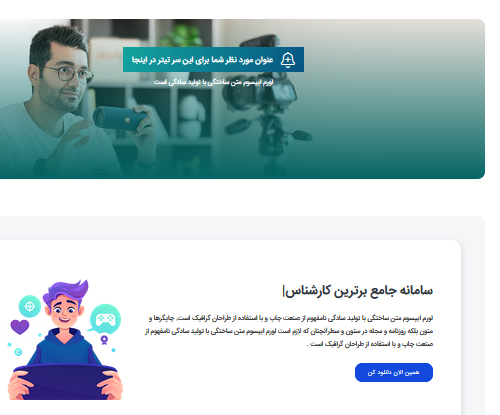 عنوان مورد نظر شما برای این سر تیتر در اینجا
لورم ایپسوم متن ساختگی با تولید سادگی است
سامانه جامع برترین کارشناس|
لورم ایپسوم متن ساختگی با تولید سادگی نامفهوم از صنعت چاپ و با استفاده از طراحان گرافیک است. چاپگرها و
متون بلکه روزنامه و مجله در ستون و سطرآنچنان که لازم است لورم ایپسوم متن ساختگی با تولید سادگی نامفهوم از
صنعت چاپ و با استفاده از طراحان گرافیک است .
همین الان دانلود کن